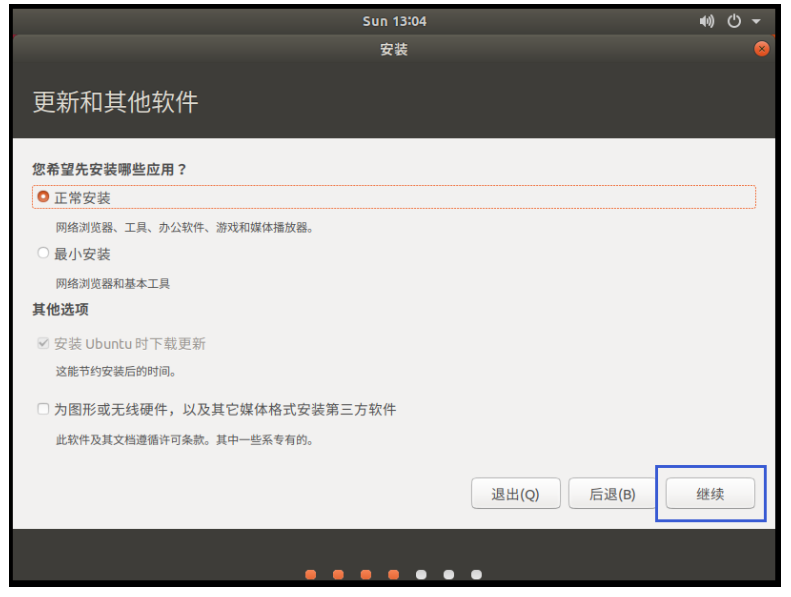 Sun 13:04
安装
更新和其他软件
您希望先安装哪些应用？
正常安装
网络浏览器、工具、办公软件、游戏和媒体播放器。
最小安装
网络浏览器和基本工具
其他选项
安装 Ubuntu 时下载更新
这能节约安装后的时间。
为图形或无线硬件，以及其它媒体格式安装第三方软件
此软件及其文档遵循许可条款。其中一些系专有的。
退出(Q) 后退(B) 继续